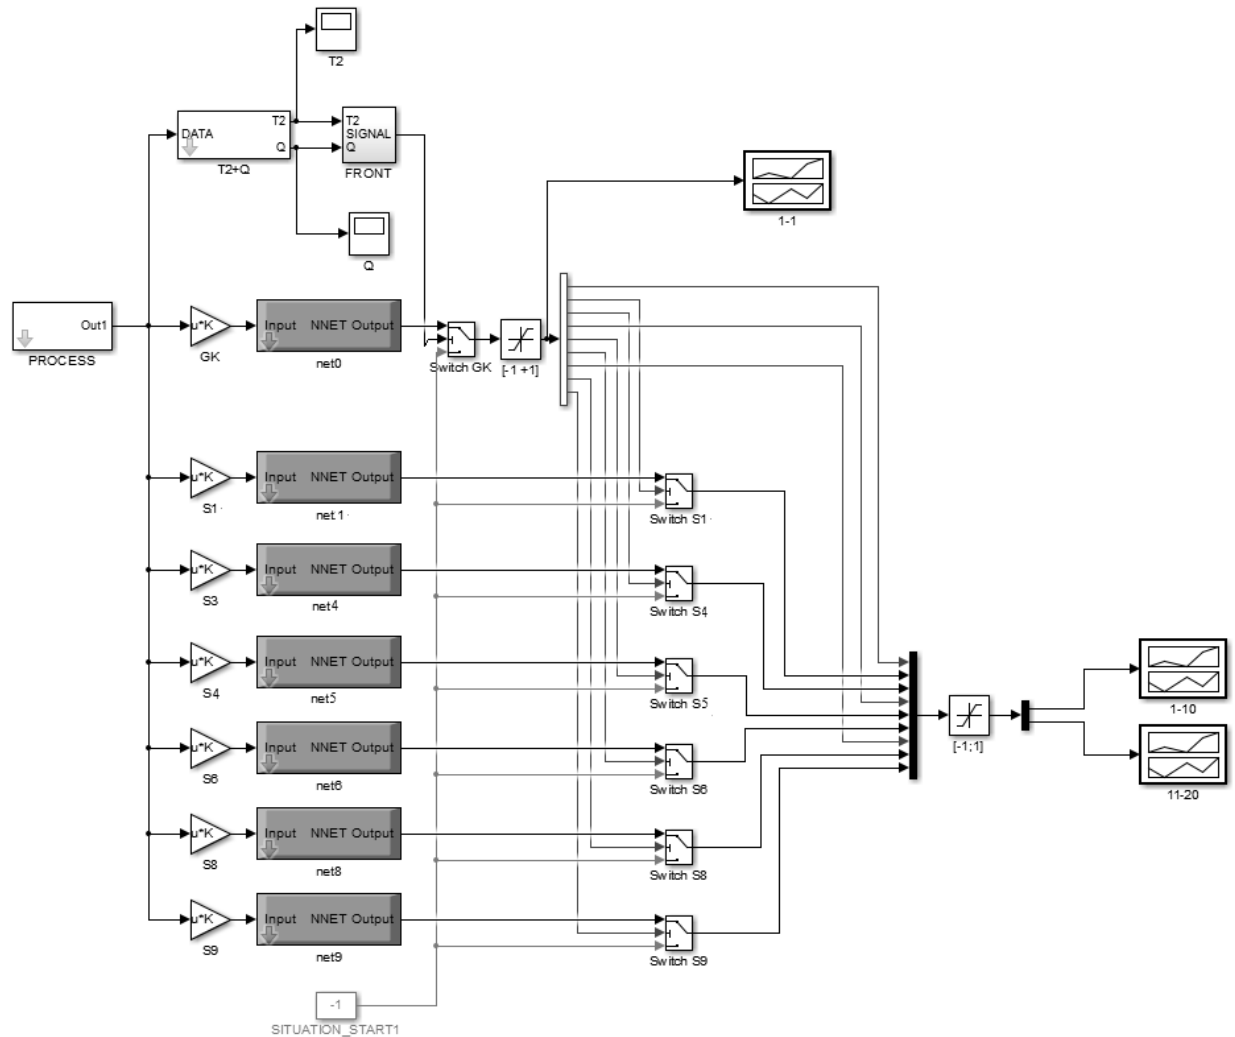 T2
DATA
T2
Q
T2+Q
T2
SIGNAL
Q
FRONT
Q
1-1
Out1
PROCESS
u*K
GK
Input NNET Output
net0
Switch GK
[-1 +1]
u*K
S1
Input NNET Output
net 1
Switch S1
u*K
S3
Input NNET Output
net4
Switch S4
u*K
S4
Input NNET Output
net5
Switch S5
u*K
S6
Input NNET Output
net6
Switch S6
u*K
S8
Input NNET Output
net8
Switch S8
u*K
S9
Input NNET Output
net9
Switch S9
[-1;1]
1-10
11-20
-1
SITUATION_START1